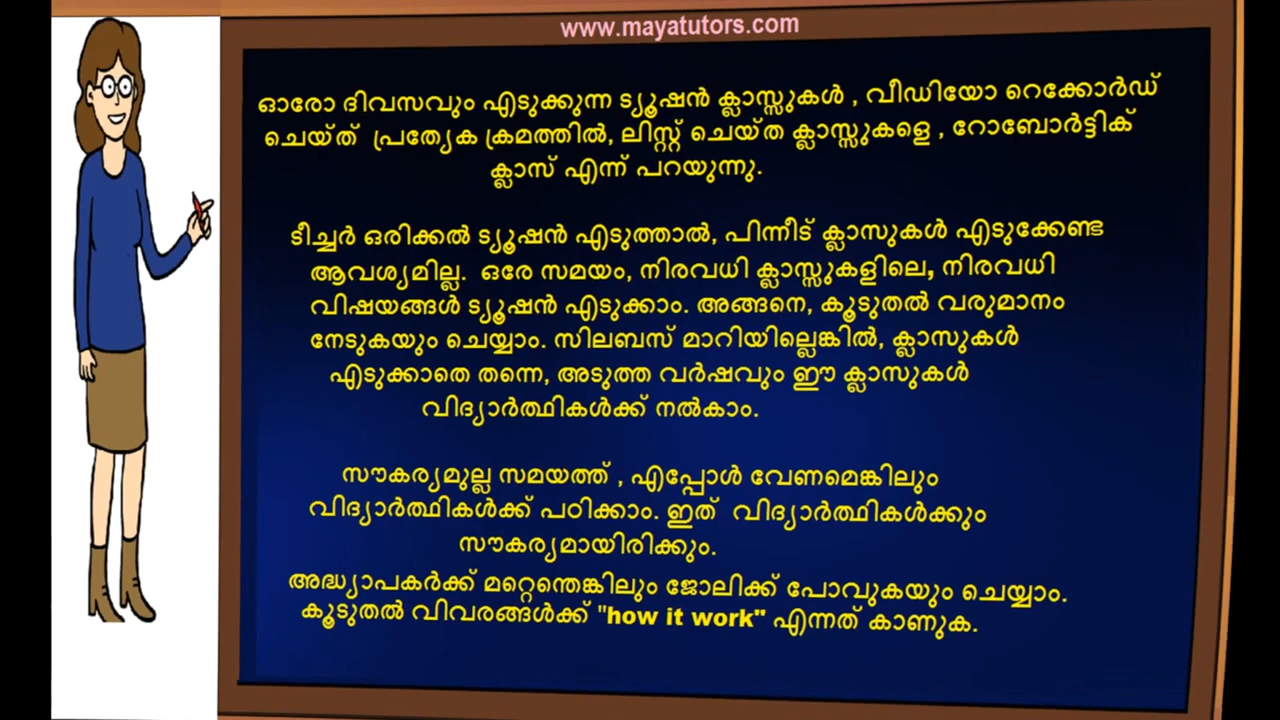 www.mayatutors.com
ഓരോ ദിവസവും എടുക്കുന്ന ട്യൂഷൻ ക്ലാസ്സുകൾ , വീഡിയോ റെക്കോർഡ്
ചെയ്ത് പ്രത്യേക ക്രമത്തിൽ, ലിസ്റ്റ് ചെയ്ത ക്ലാസ്സുകളെ , റോബോർട്ടിക്
ക്ലാസ് എന്ന് പറയുന്നു.
ടീച്ചർ ഒരിക്കൽ ട്യൂഷൻ എടുത്താൽ, പിന്നീട് ക്ലാസുകൾ എടുക്കേണ്ട
ആവശ്യമില്ല. ഒരേ സമയം, നിരവധി ക്ലാസ്സുകളിലെ, നിരവധി
വിഷയങ്ങൾ ട്യൂഷൻ എടുക്കാം. അങ്ങനെ, കൂടുതൽ വരുമാനം
നേടുകയും ചെയ്യാം. സിലബസ് മാറിയില്ലെങ്കിൽ, ക്ലാസുകൾ
എടുക്കാതെ തന്നെ, അടുത്ത വർഷവും ഈ ക്ലാസുകൾ
വിദ്യാർത്ഥികൾക്ക് നൽകാം.
സൗകര്യമുല്ല സമയത്ത് , എപ്പോൾ വേണമെങ്കിലും
വിദ്യാർത്ഥികൾക്ക് പഠിക്കാം. ഇത് വിദ്യാർത്ഥികൾക്കും
സൗകര്യമായിരിക്കും.
അദ്ധ്യാപകർക്ക് മറ്റെന്തെങ്കിലും ജോലിക്ക് പോവുകയും ചെയ്യാം.
കൂടുതൽ വിവരങ്ങൾക്ക് "how it work" എന്നത് കാണുക.